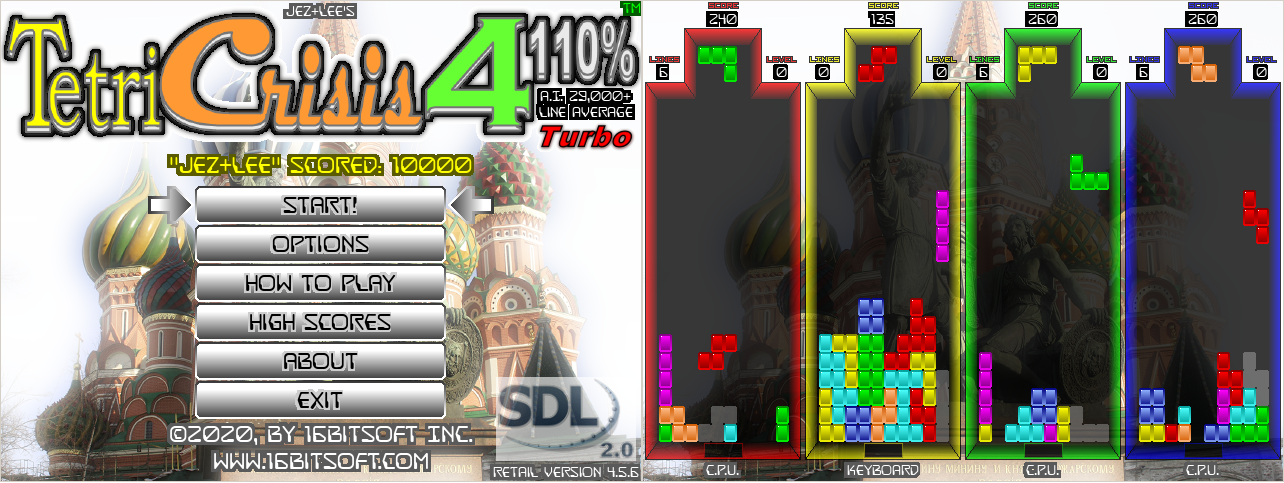 JEZ+LEE'S
TM
TetriCrisis 4 110%
A.I. 29,000+
LINE AVERAGE
Turbo
"JEZ+LEE" SCORED: 10000
START!
OPTIONS
HOW TO PLAY
HIGH SCORES
ABOUT
EXIT
©2020, BY 16BITSOFT INC.
WWW.16BITSOFT.COM
SDL
2.0
RETAIL VERSION 4.5.6
SCORE
240
LINES
6
LEVEL
0
C.P.U.
SCORE
135
LINES
0
LEVEL
0
KEYBOARD
SCORE
260
LINES
6
LEVEL
0
C.P.U.
SCORE
260
LINES
6
LEVEL
0
C.P.U.